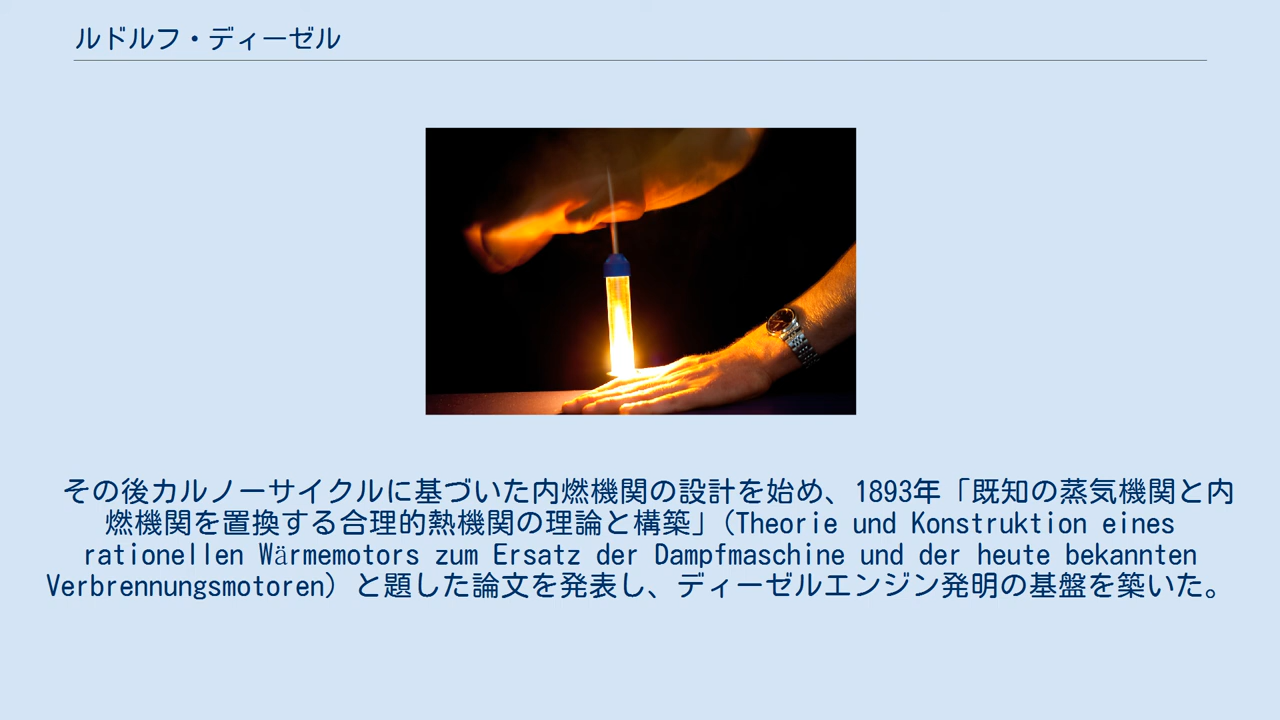 ルドルフ・ディーゼル
その後カルノーサイクルに基づいた内燃機関の設計を始め、1893年「既知の蒸気機関と内
燃機関を置換する合理的熱機関の理論と構築」(Theorie und Konstruktion eines
rationellen Wärmemotors zum Ersatz der Dampfmaschine und der heute bekannten
Verbrennungsmotoren) と題した論文を発表し、ディーゼルエンジン発明の基盤を築いた。